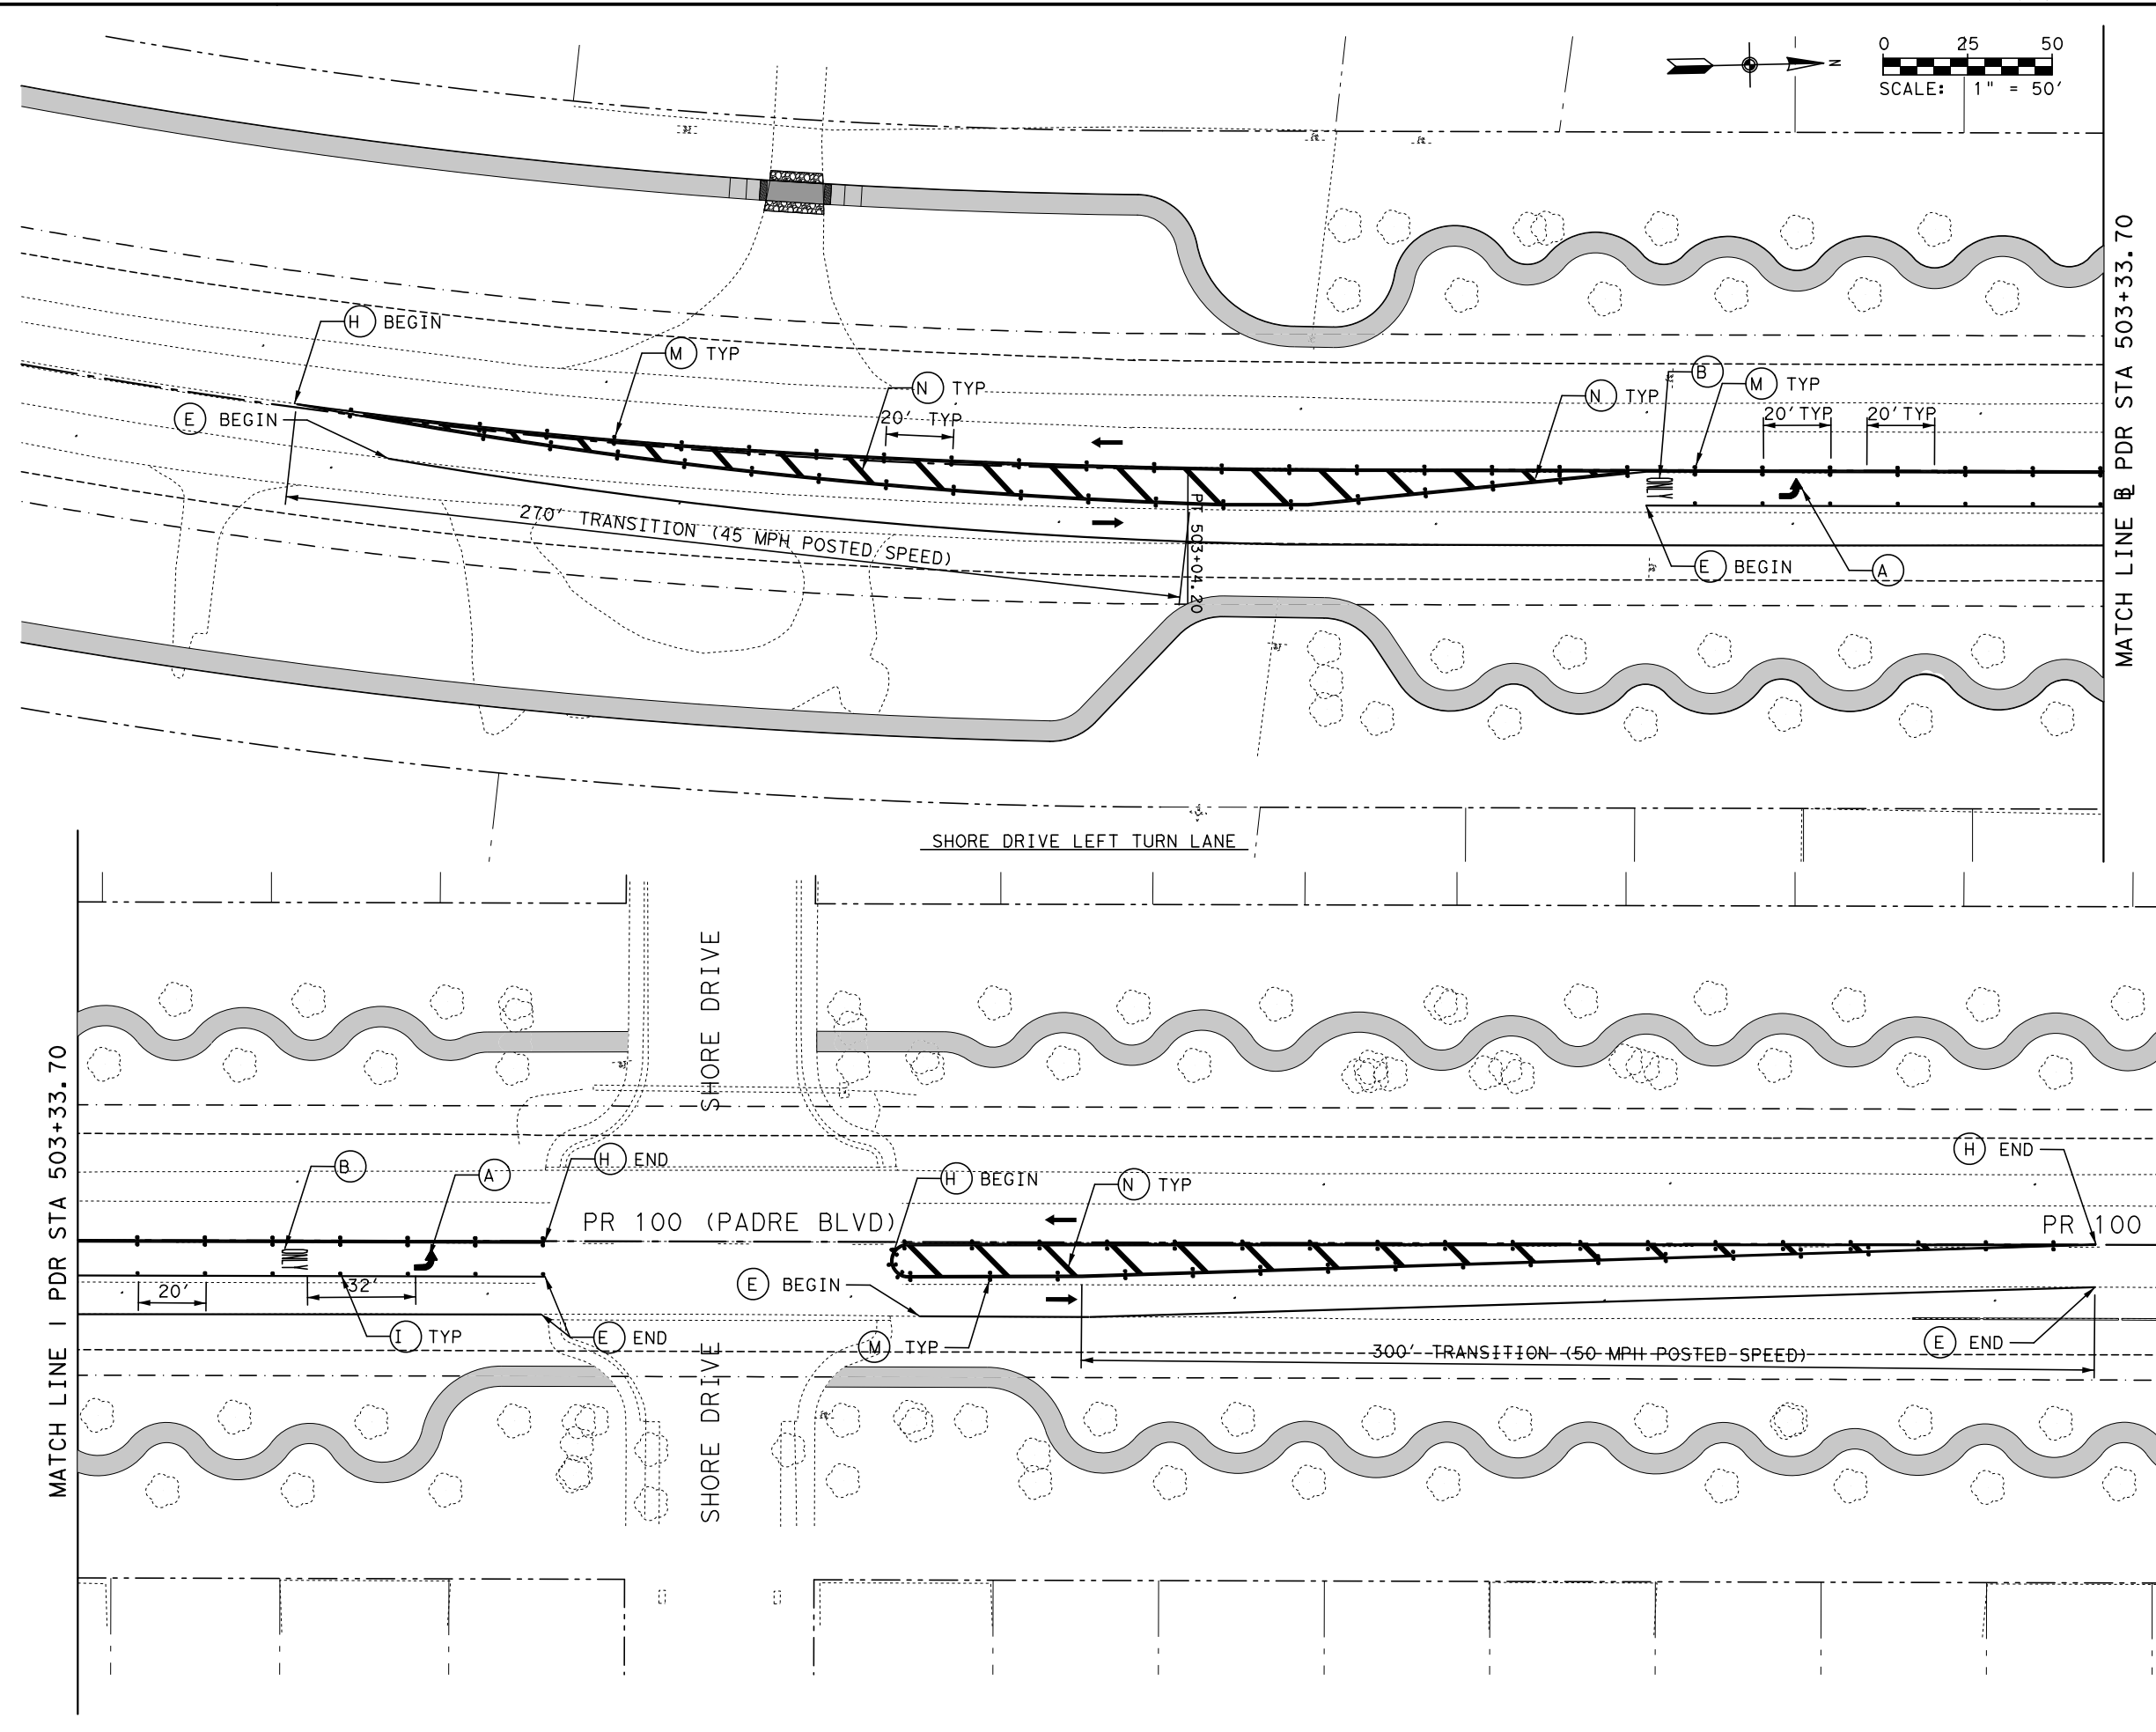 0 25 50
SCALE: 1" = 50'
N
H BEGIN
M TYP
E BEGIN
N TYP
20' TYP
N TYP
B
M TYP
20' TYP
20' TYP
ONLY
270' TRANSITION (45 MPH POSTED SPEED)
PT 503+04.20
E BEGIN
A
MATCH LINE PDR STA 503+33.70
SHORE DRIVE LEFT TURN LANE
MATCH LINE I PDR STA 503+33.70
SHORE DRIVE
B
A
H END
H BEGIN
N TYP
H END
PR 100 (PADRE BLVD)
PR 100
ONLY
20'
32'
I TYP
E END
E BEGIN
M TYP
300' TRANSITION (50 MPH POSTED SPEED)
E END
SHORE DRIVE